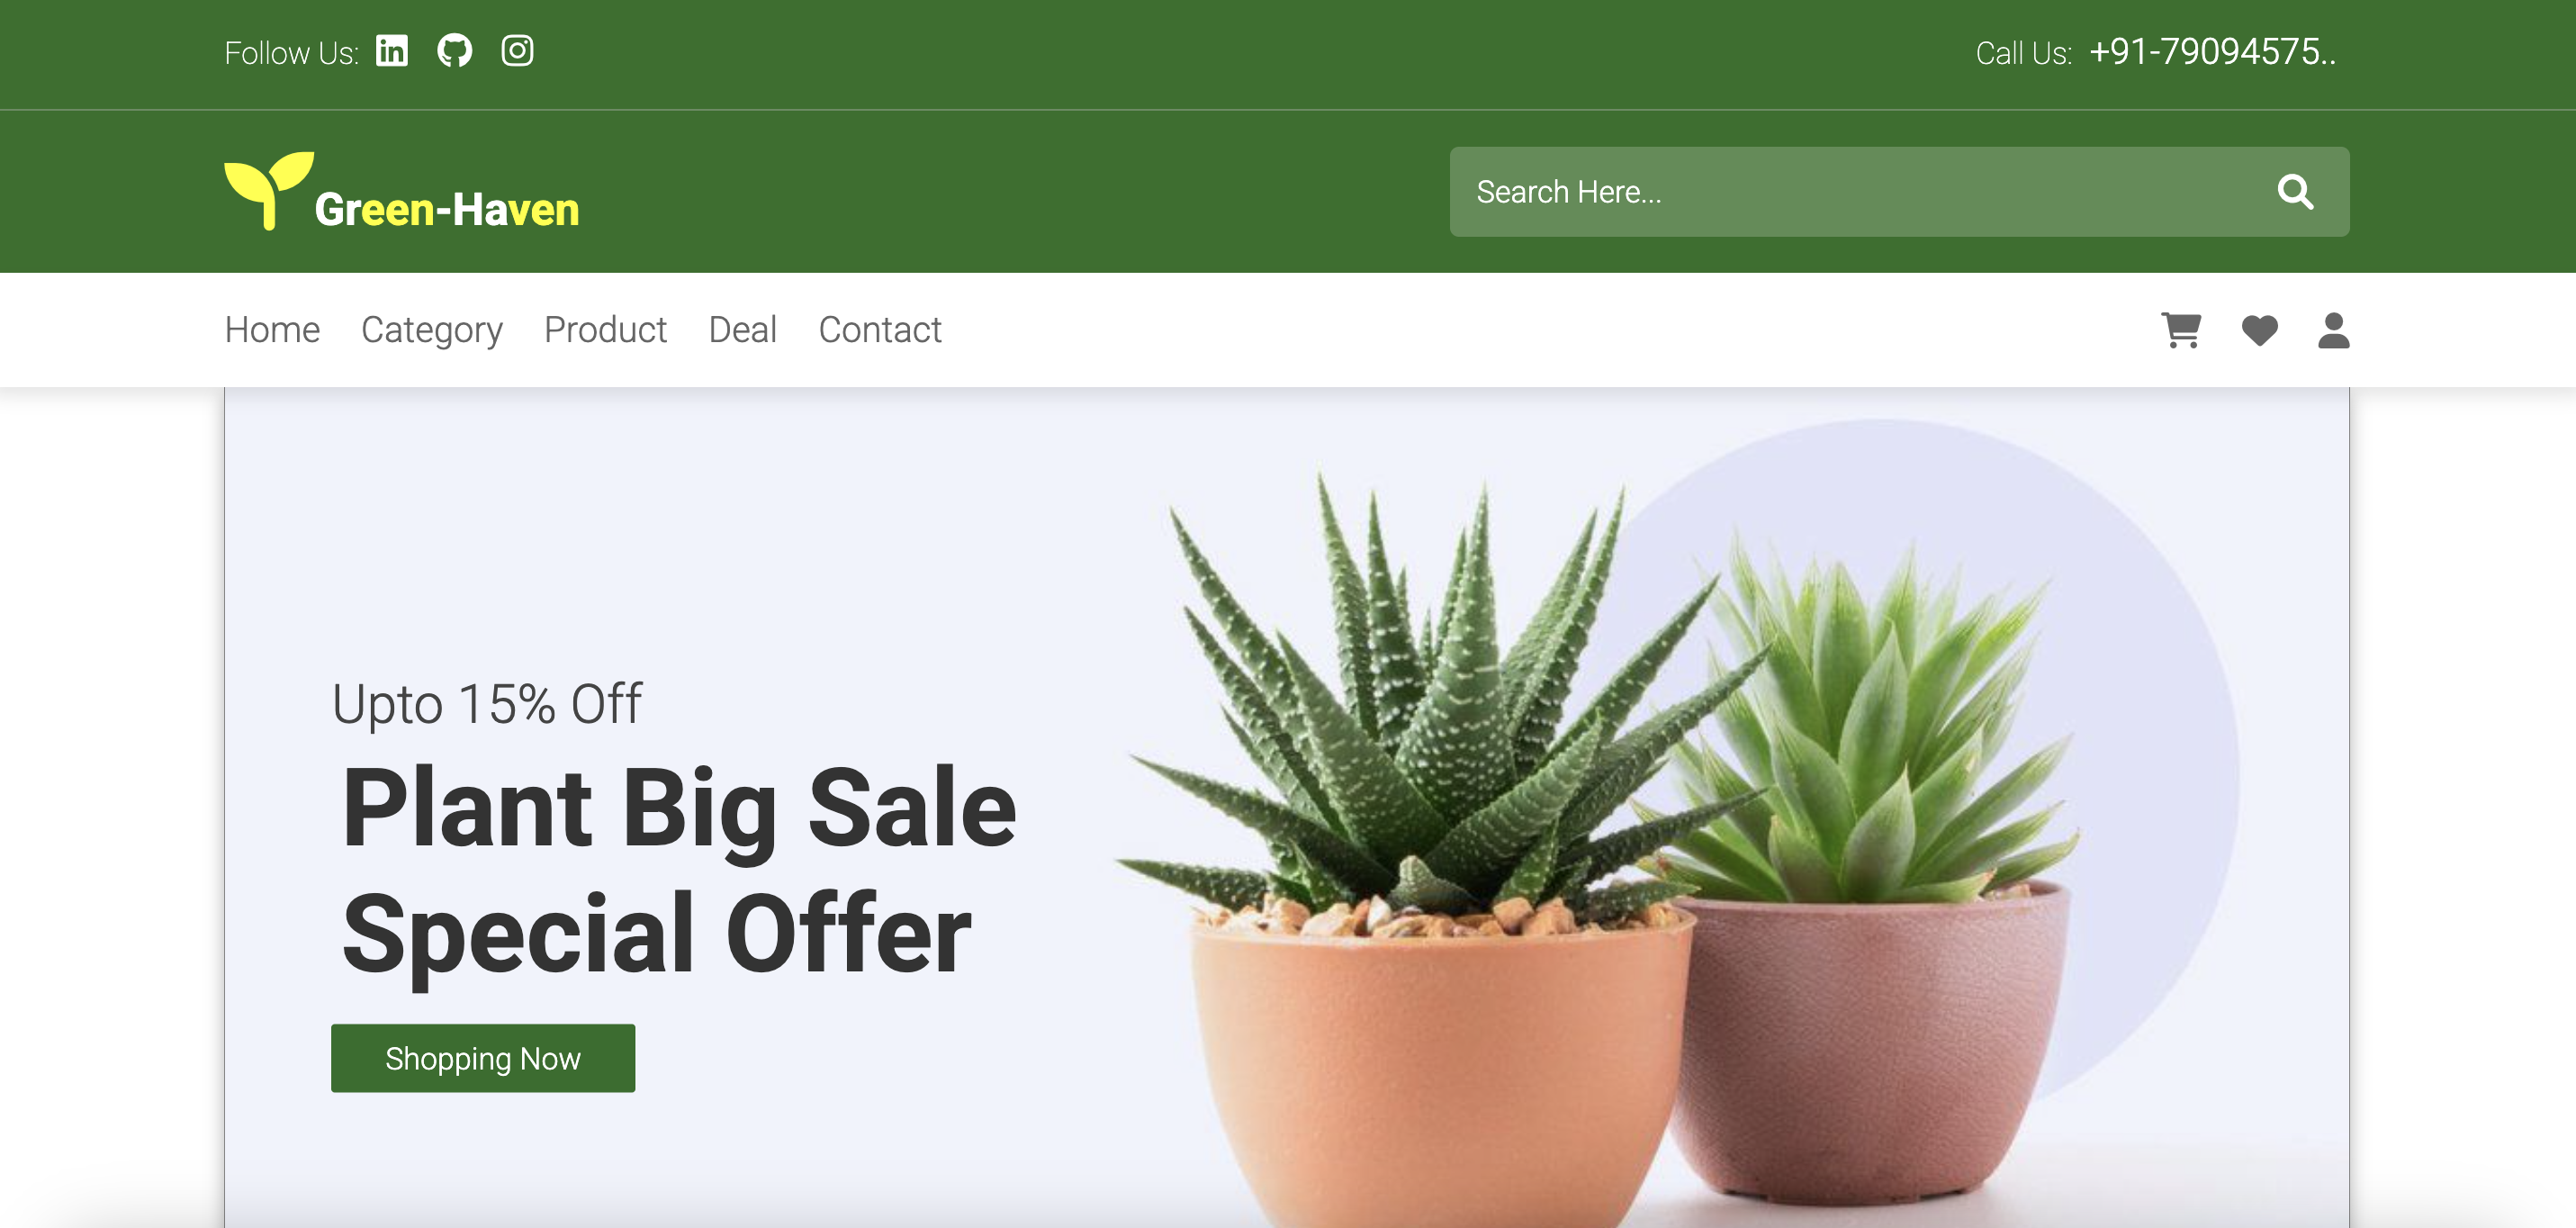 Follow Us:
Call Us: +91-79094575..
Green-Haven
Search Here...
Home Category Product Deal Contact
Upto 15% Off
Plant Big Sale
Special Offer
Shopping Now